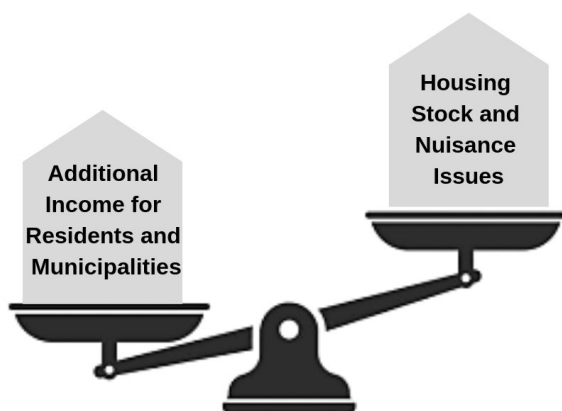 Additional
Income for
Residents and
Municipalities
Housing
Stock and
Nuisance
Issues